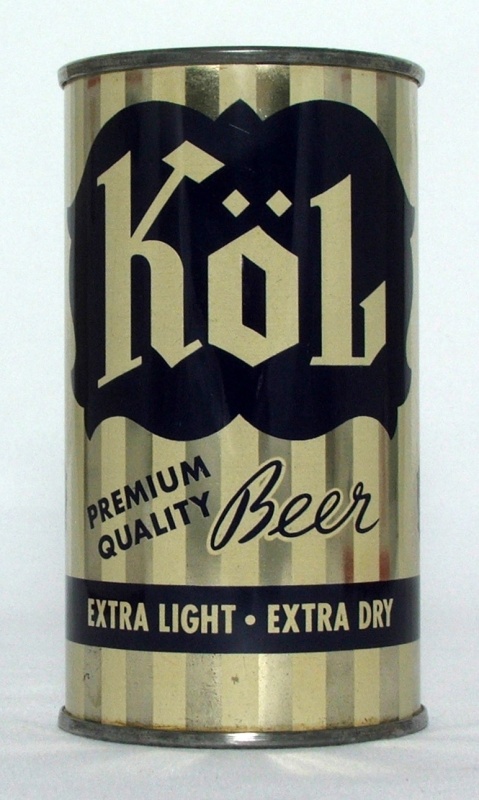 Köl
PREMIUM
QUALITY Beer
EXTRA LIGHT • EXTRA DRY